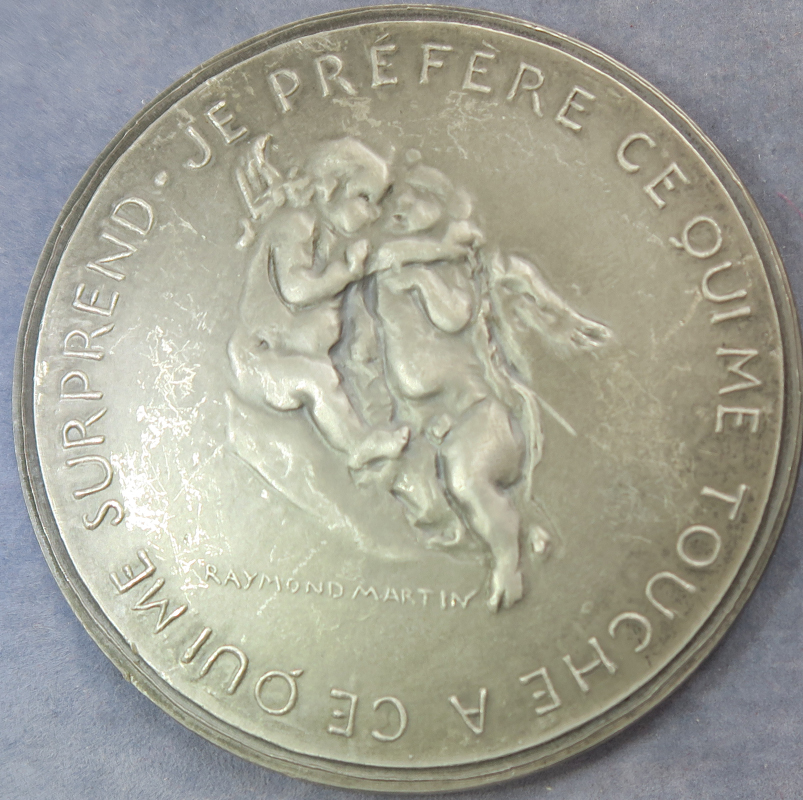 JE PRÉFÈRE CE QUI ME TOUCHE A CE QUI ME SURPREND ·
RAYMOND MARTIN